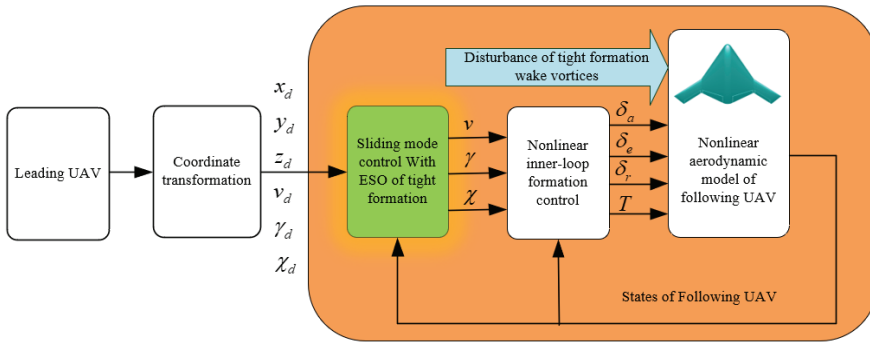 Leading UAV
Coordinate
transformation
x_d
y_d
z_d
v_d
γ_d
χ_d
Sliding mode
control With
ESO of tight
formation
v
γ
χ
Nonlinear
inner-loop
formation
control
Disturbance of tight formation
wake vortices
δ_a
δ_e
δ_r
T
Nonlinear
aerodynamic
model of
following UAV
States of Following UAV